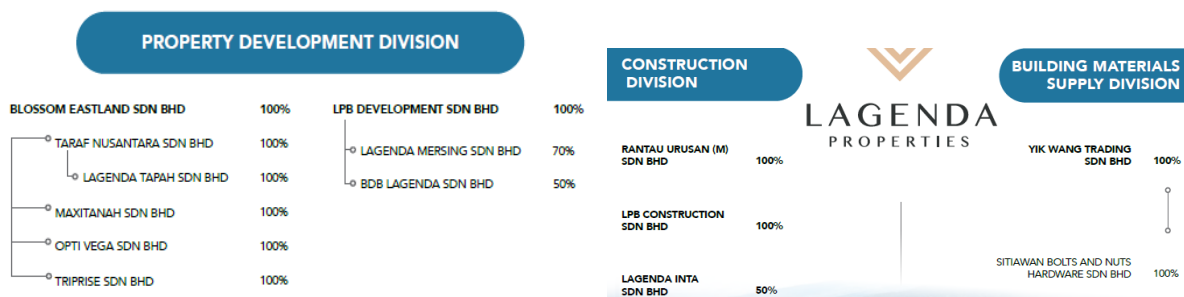 PROPERTY DEVELOPMENT DIVISION
BLOSSOM EASTLAND SDN BHD 100%
TARAF NUSANTARA SDN BHD 100%
LAGENDA TAPAH SDN BHD 100%
MAXITANAH SDN BHD 100%
OPTI VEGA SDN BHD 100%
TRIPRISE SDN BHD 100%
LPB DEVELOPMENT SDN BHD 100%
LAGENDA MERSING SDN BHD 70%
BDB LAGENDA SDN BHD 50%
CONSTRUCTION
DIVISION
RANTAU URUSAN (M)
SDN BHD 100%
LPB CONSTRUCTION
SDN BHD 100%
LAGENDA INTA
SDN BHD 50%
LAGENDA
PROPERTIES
BUILDING MATERIALS
SUPPLY DIVISION
YIK WANG TRADING
SDN BHD 100%
SITIAWAN BOLTS AND NUTS
HARDWARE SDN BHD 100%